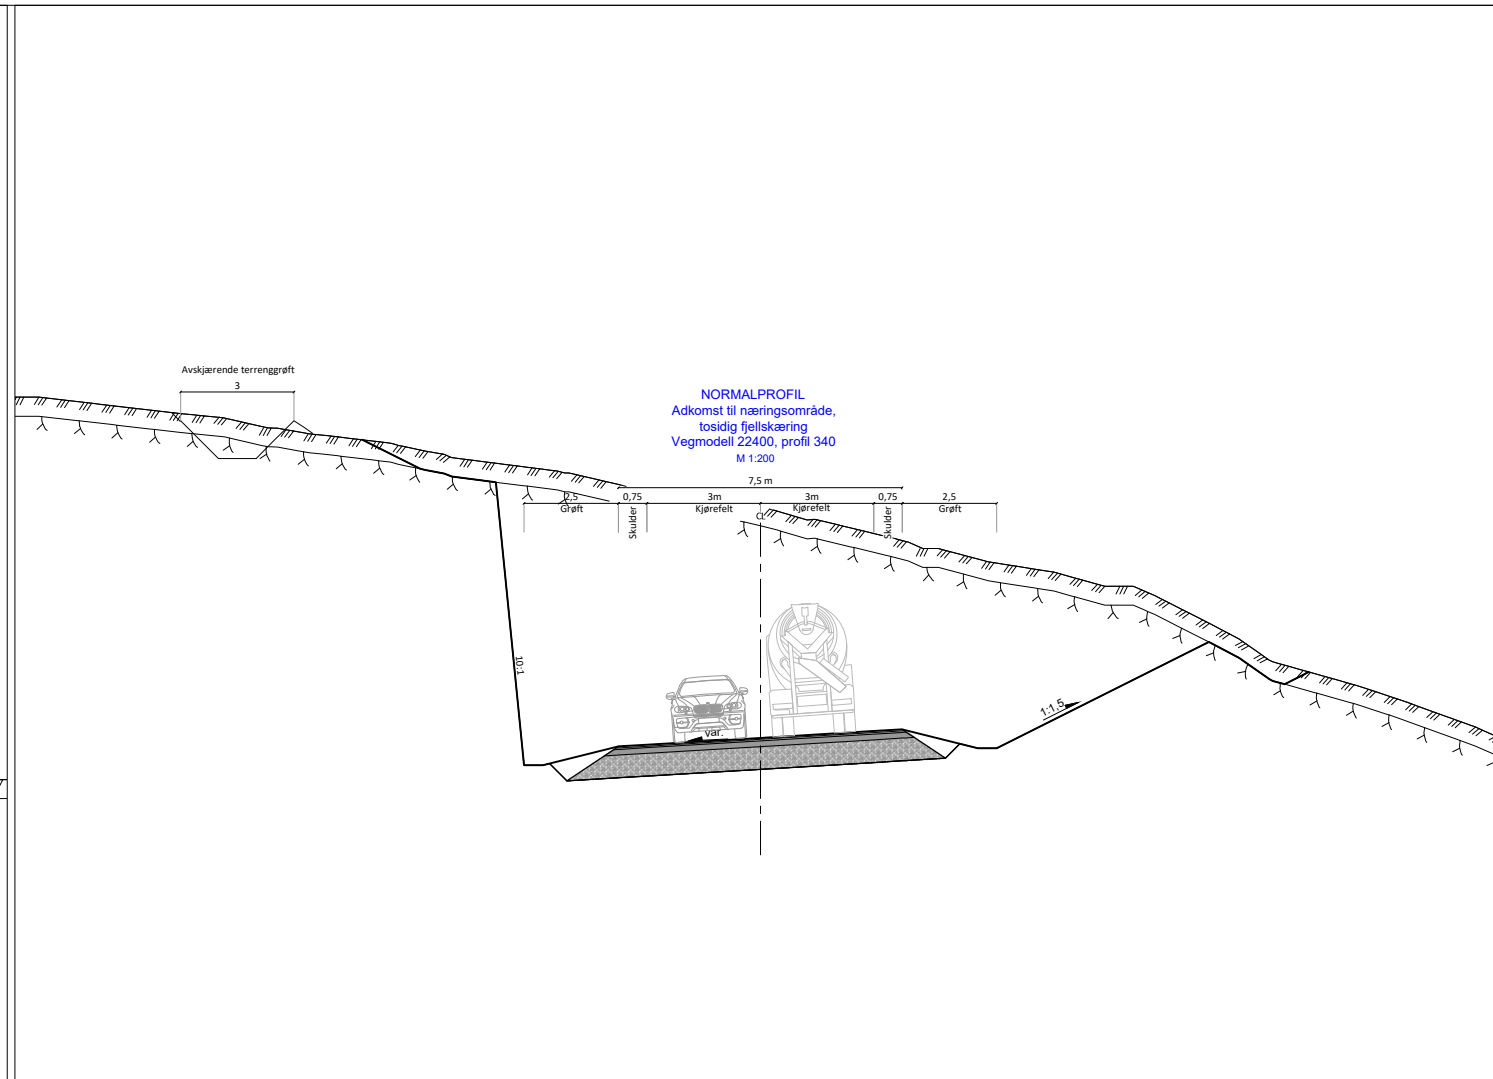 Avskjærende terrenggrøft
3
NORMALPROFIL
Adkomst til næringsområde,
tosidig fjellskæring
Vegmodell 22400, profil 340
M 1:200
7,5 m
2,5
0,75
3m
3m
0,75
2,5
Grøft
Skulder
Kjørefelt
Kjørefelt
Skulder
Grøft
CL
10:1
1:1,5
var.